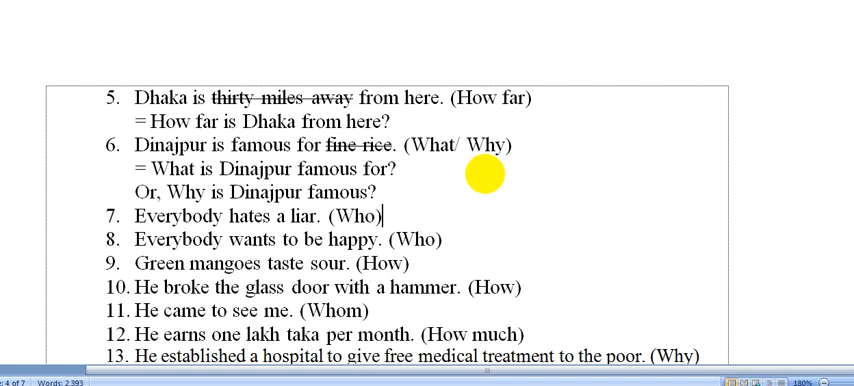 5. Dhaka is thirty miles away from here. (How far)
= How far is Dhaka from here?
6. Dinajpur is famous for fine rice. (What/ Why)
= What is Dinajpur famous for?
Or, Why is Dinajpur famous?
7. Everybody hates a liar. (Who)
8. Everybody wants to be happy. (Who)
9. Green mangoes taste sour. (How)
10. He broke the glass door with a hammer. (How)
11. He came to see me. (Whom)
12. He earns one lakh taka per month. (How much)
13. He established a hospital to give free medical treatment to the poor. (Why)
: 4 of 7 Words: 2,393 180%